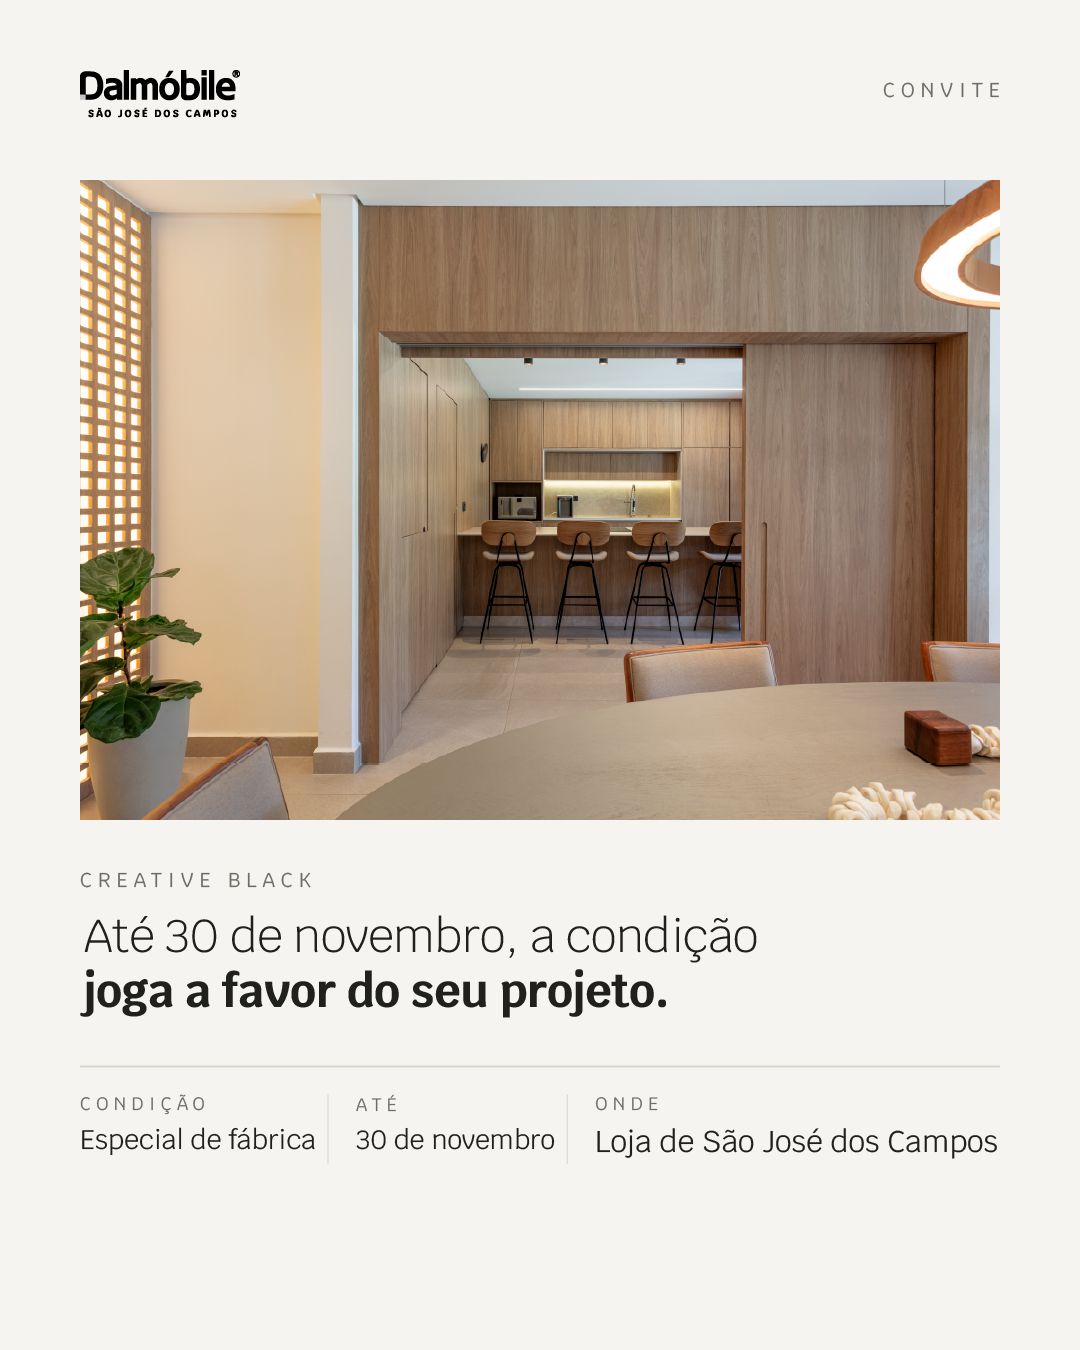 Dalmóbile®
SÃO JOSÉ DOS CAMPOS
CONVITE
CREATIVE BLACK
Até 30 de novembro, a condição
joga a favor do seu projeto.
CONDIÇÃO
Especial de fábrica
ATÉ
30 de novembro
ONDE
Loja de São José dos Campos